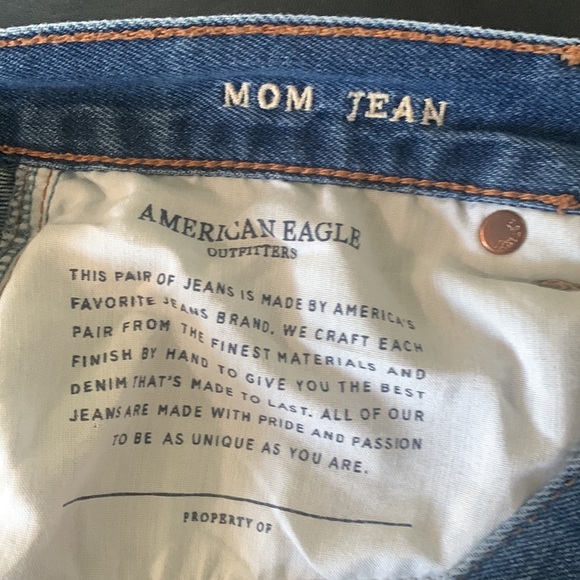 MOM JEAN
AMERICAN EAGLE
OUTFITTERS
THIS PAIR OF JEANS IS MADE BY AMERICA'S
FAVORITE JEANS BRAND. WE CRAFT EACH
PAIR FROM THE FINEST MATERIALS AND
FINISH BY HAND TO GIVE YOU THE BEST
DENIM THAT'S MADE TO LAST. ALL OF OUR
JEANS ARE MADE WITH PRIDE AND PASSION
TO BE AS UNIQUE AS YOU ARE.
PROPERTY OF